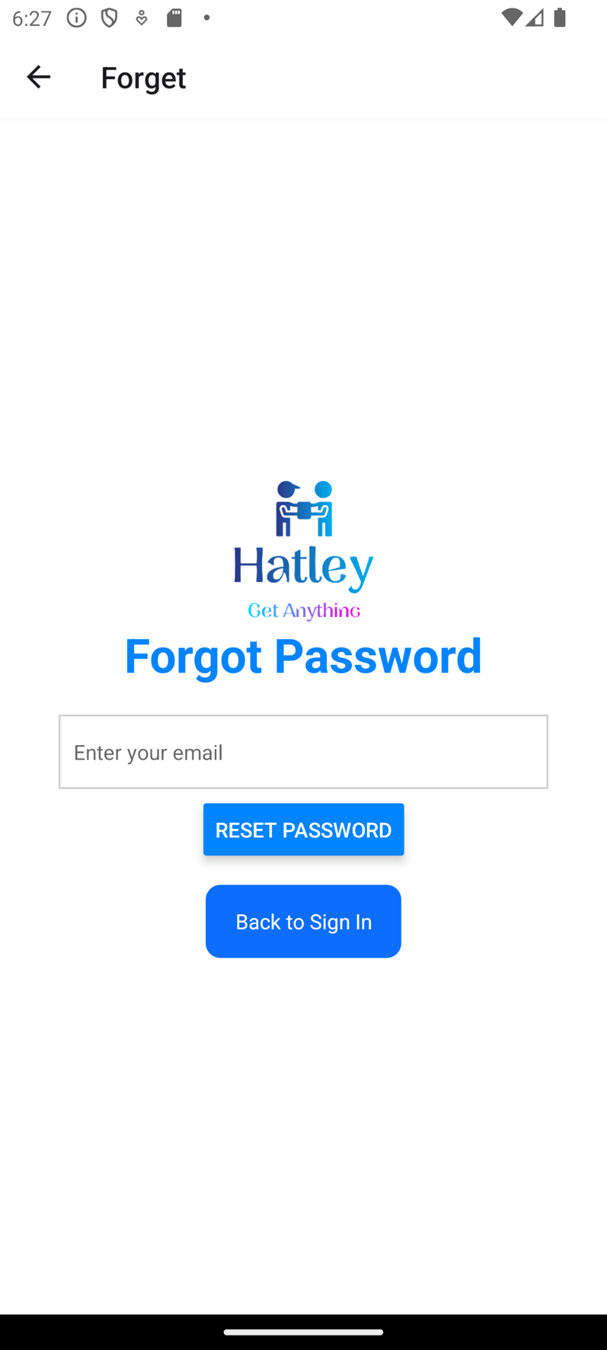 6:27
Forget
Hatley
Get Anything
Forgot Password
Enter your email
RESET PASSWORD
Back to Sign In